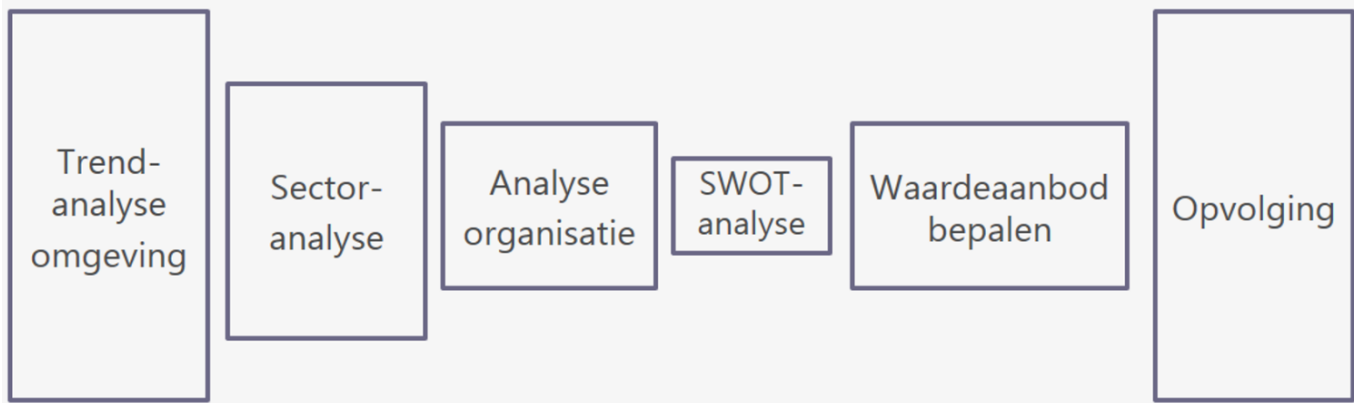 Trend-
analyse
omgeving
Sector-
analyse
Analyse
organisatie
SWOT-
analyse
Waardeaanbod
bepalen
Opvolging